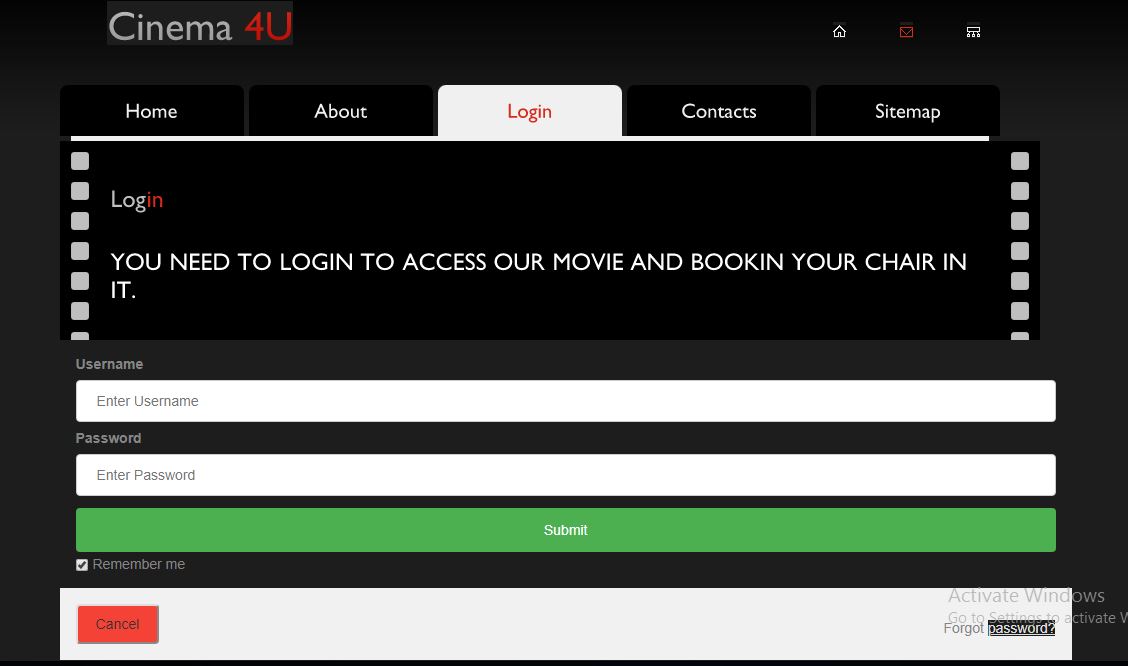 Cinema 4U
Home About Login Contacts Sitemap
Login
YOU NEED TO LOGIN TO ACCESS OUR MOVIE AND BOOKIN YOUR CHAIR IN
IT.
Username
Enter Username
Password
Enter Password
Submit
Remember me
Activate Windows
Go to Settings to activate W
Cancel
Forgot password?